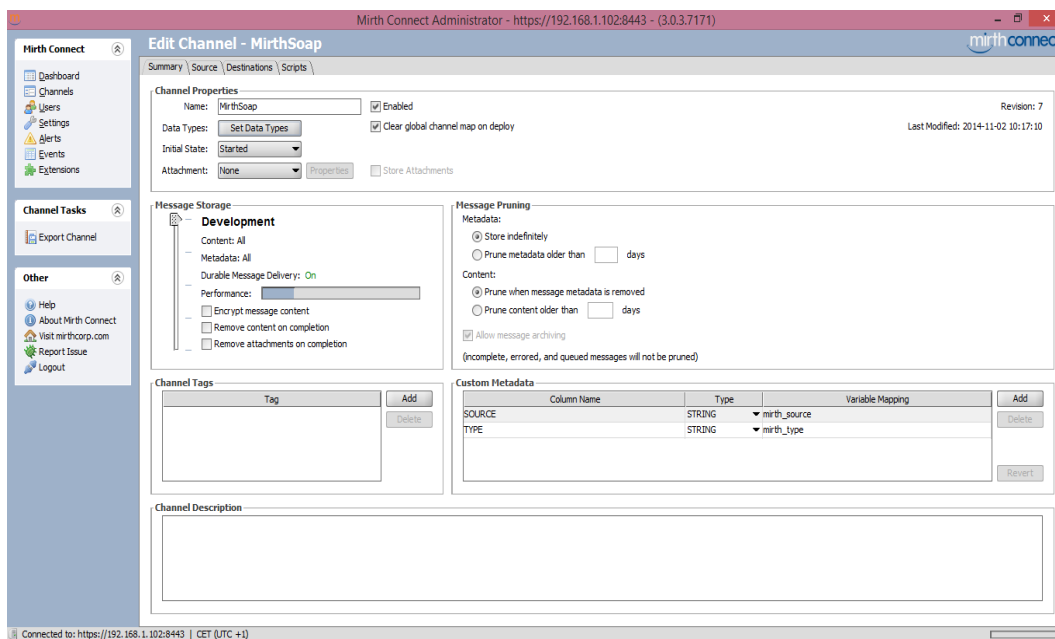 Mirth Connect Administrator - https://192.168.1.102:8443 - (3.0.3.7171)
Mirth Connect
Dashboard
Channels
Users
Settings
Alerts
Events
Extensions
Channel Tasks
Export Channel
Other
Help
About Mirth Connect
Visit mirthcorp.com
Report Issue
Logout
Edit Channel - MirthSoap
mirth connec
Summary Source Destinations Scripts
Channel Properties
Name: MirthSoap Enabled Revision: 7
Data Types: Set Data Types Clear global channel map on deploy Last Modified: 2014-11-02 10:17:10
Initial State: Started
Attachment: None Properties Store Attachments
Message Storage
Development
Content: All
Metadata: All
Durable Message Delivery: On
Performance:
Encrypt message content
Remove content on completion
Remove attachments on completion
Message Pruning
Metadata:
Store indefinitely
Prune metadata older than days
Content:
Prune when message metadata is removed
Prune content older than days
Allow message archiving
(incomplete, errored, and queued messages will not be pruned)
Channel Tags
Tag Add
Delete
Custom Metadata
Column Name Type Variable Mapping Add
SOURCE STRING mirth_source Delete
TYPE STRING mirth_type
Revert
Channel Description
Connected to: https://192.168.1.102:8443 | CET (UTC +1)